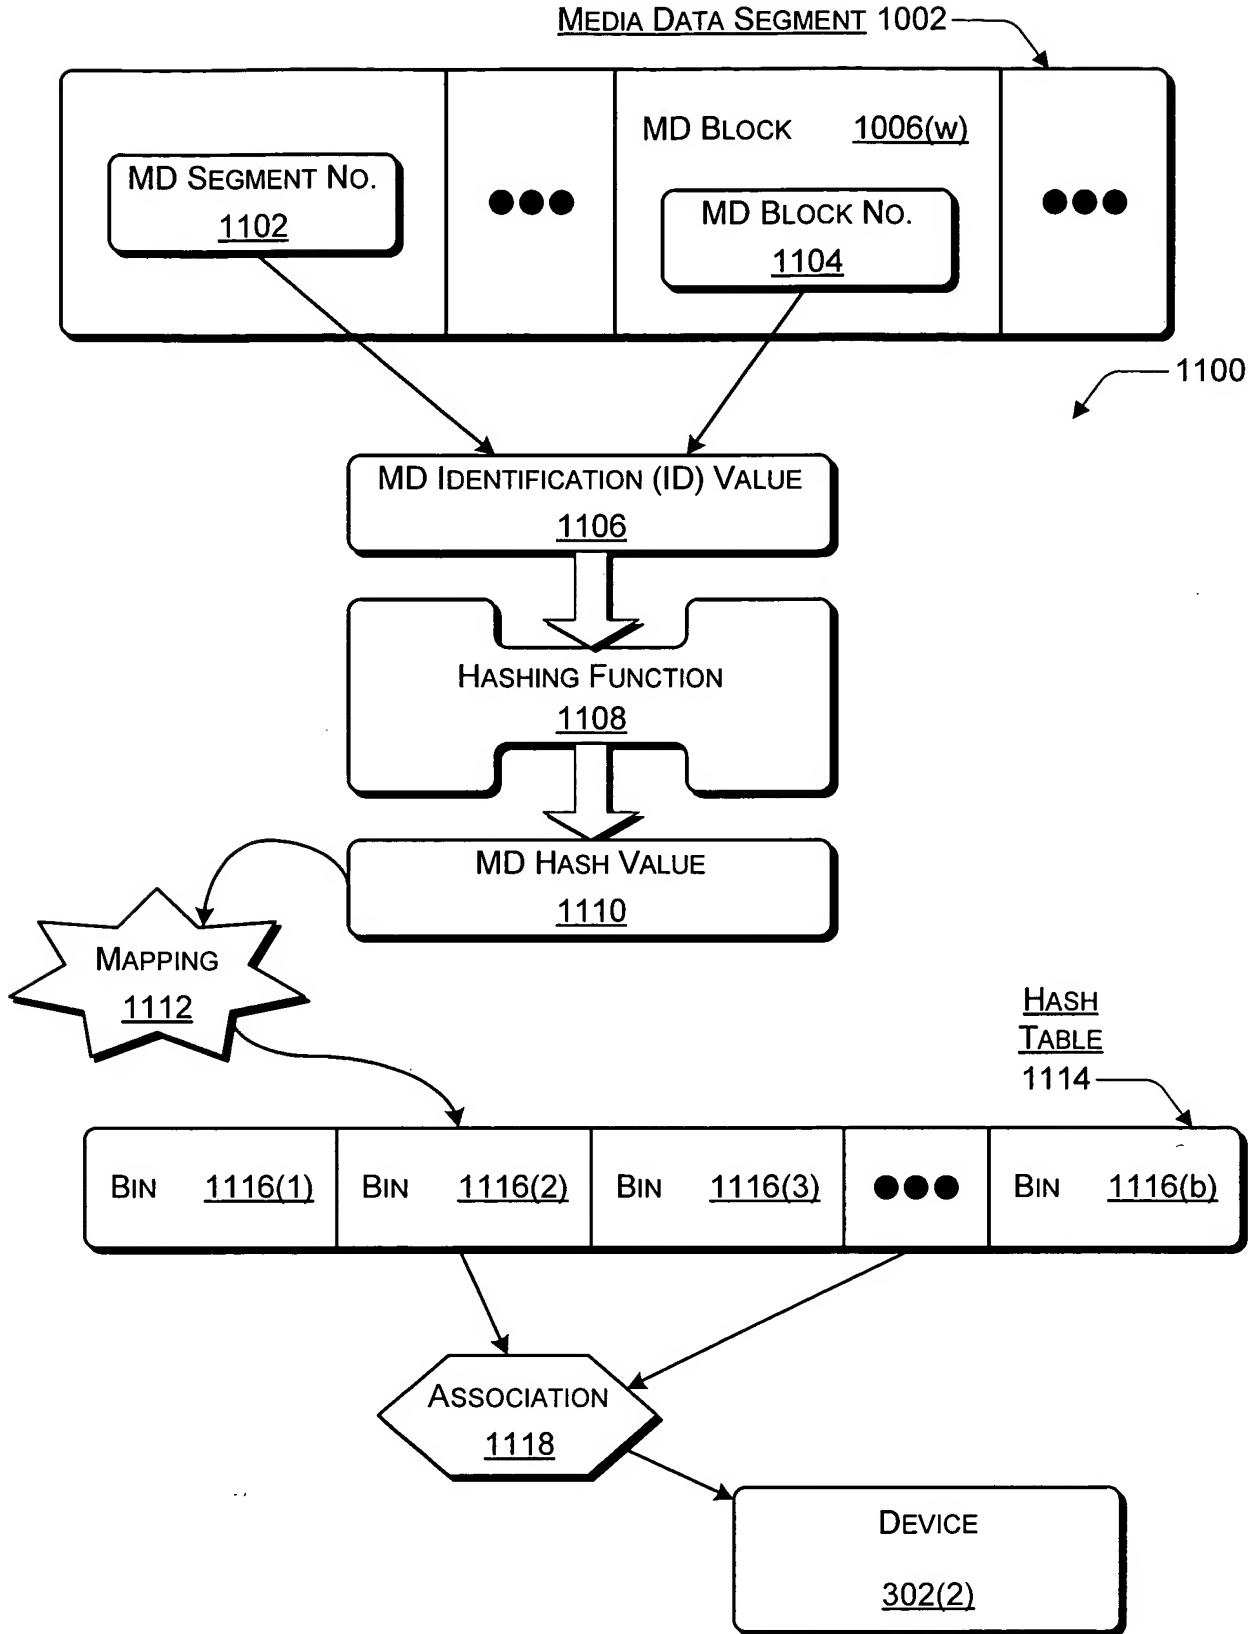 MEDIA DATA SEGMENT 1002
MD BLOCK 1006(w)
MD SEGMENT NO.
1102
MD BLOCK NO.
1104
1100
MD IDENTIFICATION (ID) VALUE
1106
HASHING FUNCTION
1108
MD HASH VALUE
1110
MAPPING
1112
HASH
TABLE
1114
BIN 1116(1) BIN 1116(2) BIN 1116(3) BIN 1116(b)
ASSOCIATION
1118
DEVICE
302(2)